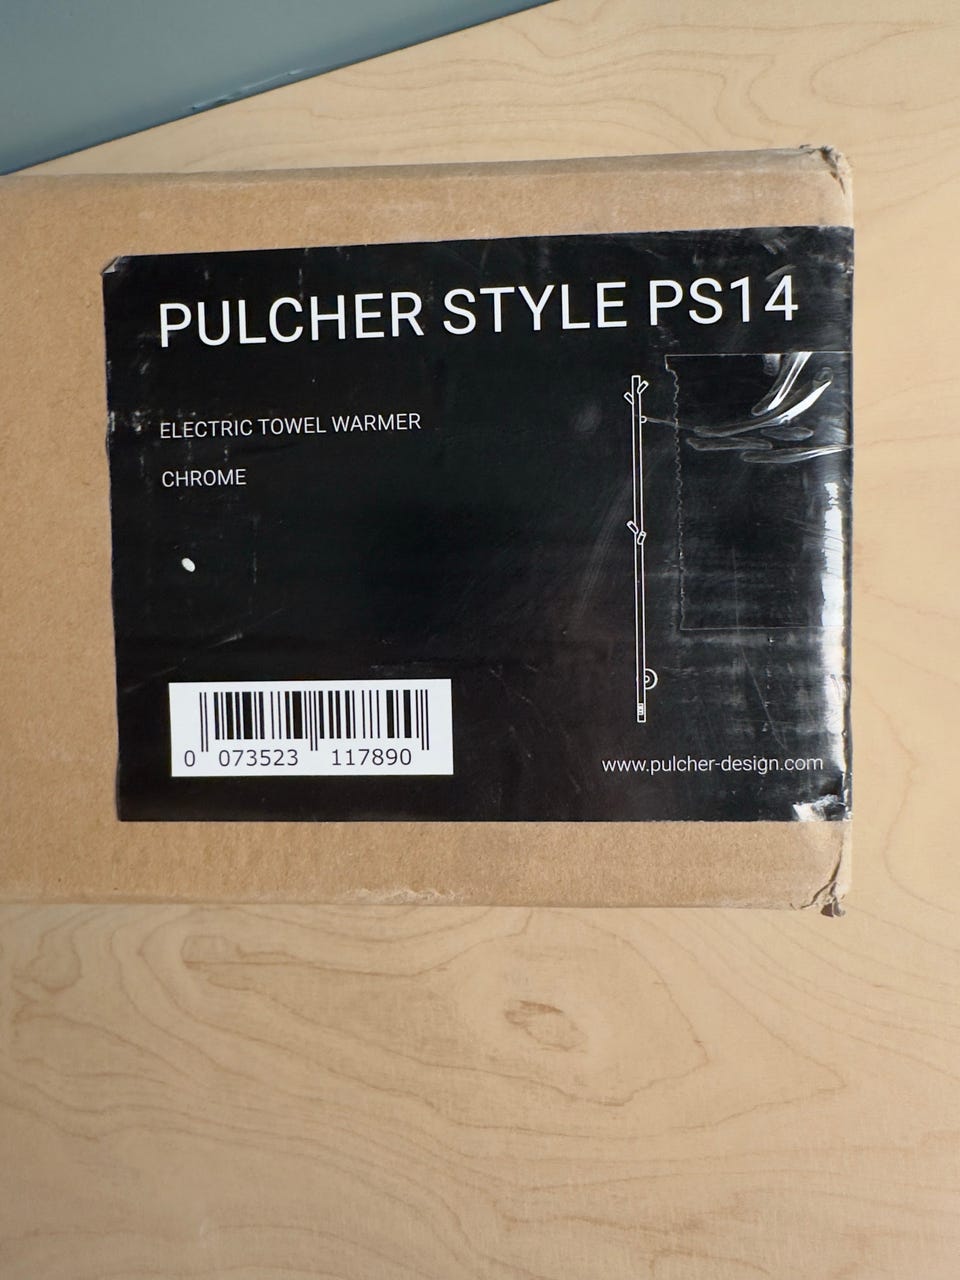 PULCHER STYLE PS14
ELECTRIC TOWEL WARMER
CHROME
0 073523 117890
www.pulcher-design.com